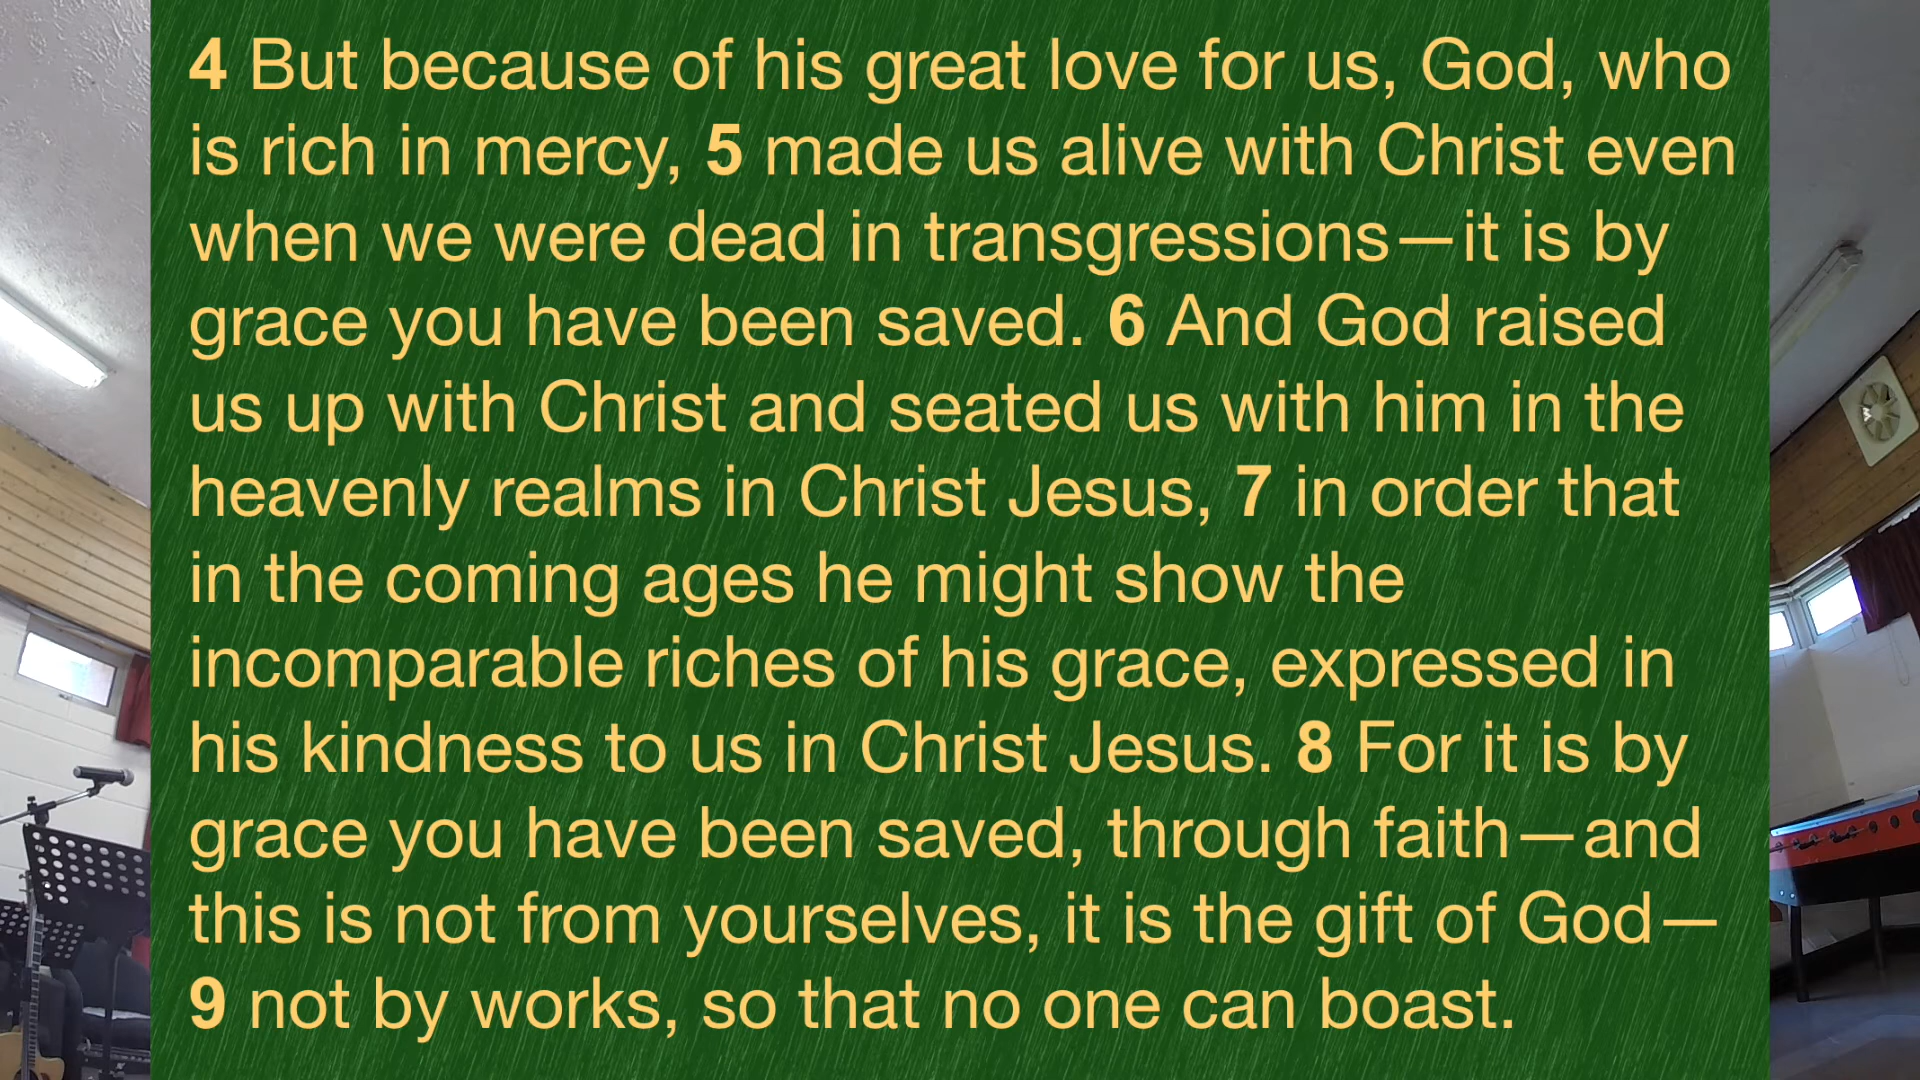 4 But because of his great love for us, God, who
is rich in mercy, 5 made us alive with Christ even
when we were dead in transgressions—it is by
grace you have been saved. 6 And God raised
us up with Christ and seated us with him in the
heavenly realms in Christ Jesus, 7 in order that
in the coming ages he might show the
incomparable riches of his grace, expressed in
his kindness to us in Christ Jesus. 8 For it is by
grace you have been saved, through faith—and
this is not from yourselves, it is the gift of God—
9 not by works, so that no one can boast.